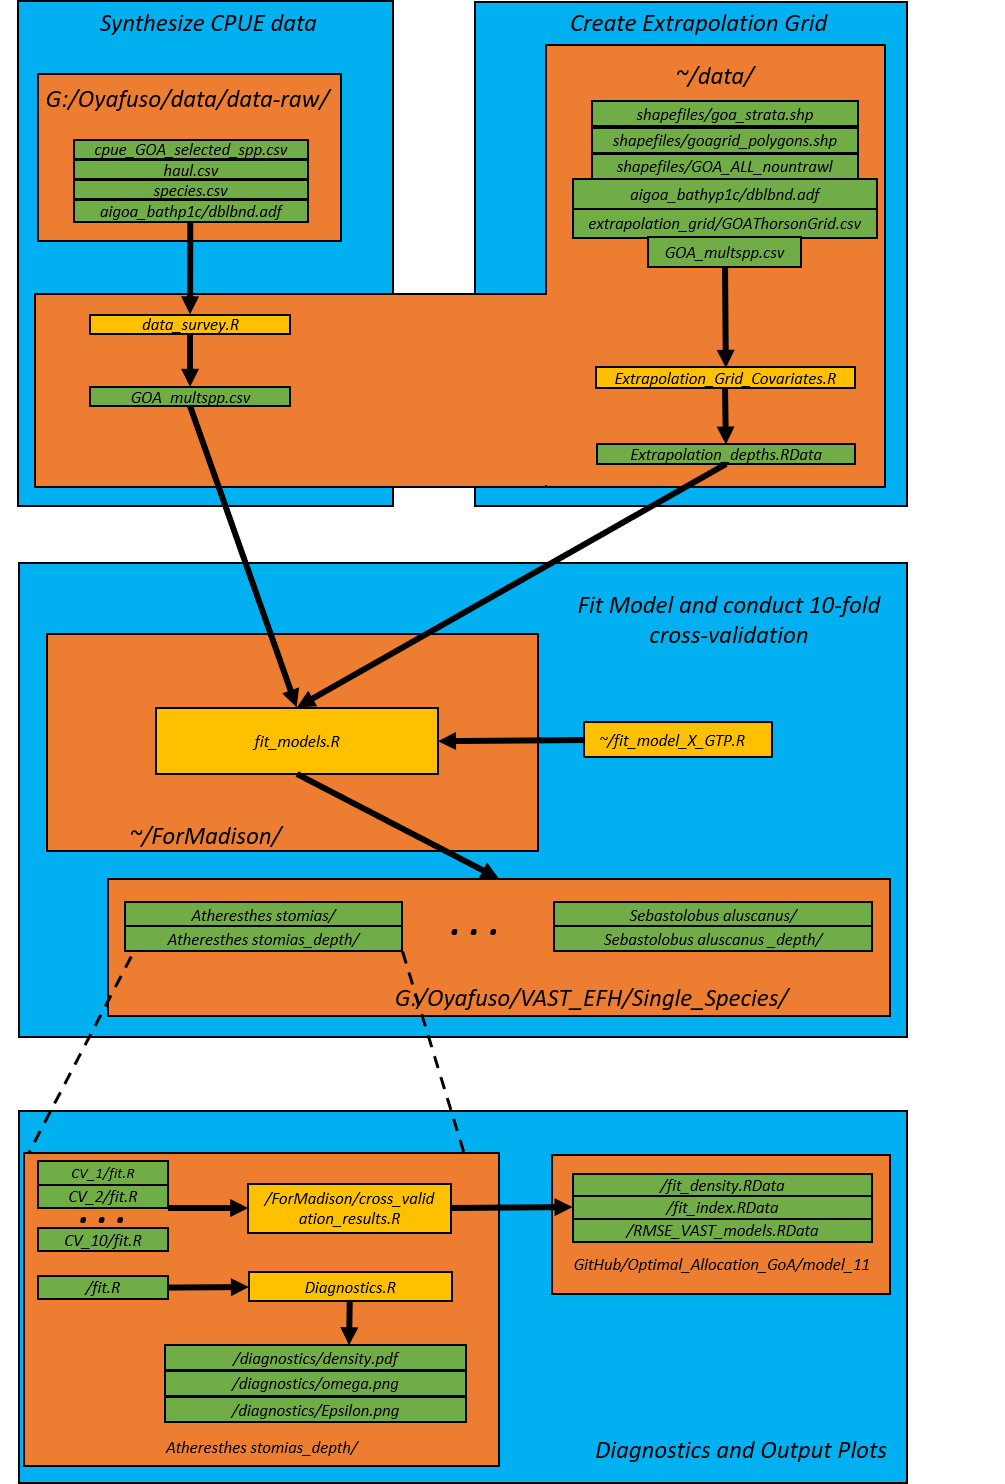 Synthesize CPUE data
G:/Oyafuso/data/data-raw/
cpue_GOA_selected_spp.csv
haul.csv
species.csv
aigoa_bathp1c/dblbnd.adf
data_survey.R
GOA_multspp.csv
Create Extrapolation Grid
~/data/
shapefiles/goa_strata.shp
shapefiles/goagrid_polygons.shp
shapefiles/GOA_ALL_nountrawl
aigoa_bathyp1c/dblbnd.adf
extrapolation_grid/GOAThorsonGrid.csv
GOA_multspp.csv
Extrapolation_Grid_Covariates.R
Extrapolation_depths.RData
Fit Model and conduct 10-fold
cross-validation
fit_models.R
~/fit_model_X_GTP.R
~/ForMadison/
Atheresthes stomias/
Atheresthes stomias_depth/
. . .
Sebastolobus aluscanus/
Sebastolobus aluscanus_depth/
G:/Oyafuso/VAST_EFH/Single_Species/
CV_1/fit.R
CV_2/fit.R
. . .
CV_10/fit.R
/ForMadison/cross_valid
ation_results.R
/fit.R
Diagnostics.R
/diagnostics/density.pdf
/diagnostics/omega.png
/diagnostics/Epsilon.png
Atheresthes stomias_depth/
/fit_density.RData
/fit_index.RData
/RMSE_VAST_models.RData
GitHub/Optimal_Allocation_GoA/model_11
Diagnostics and Output Plots